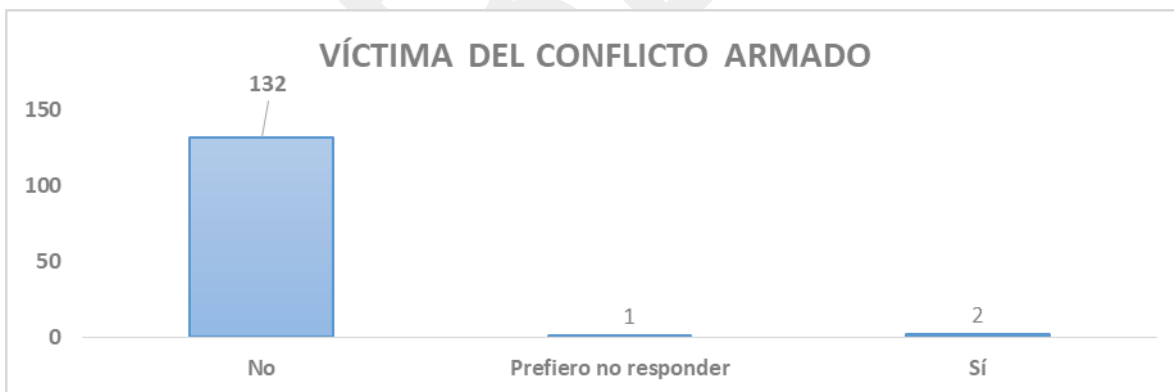 VÍCTIMA DEL CONFLICTO ARMADO
132
150
100
50
0
1
2
No
Prefiero no responder
Sí